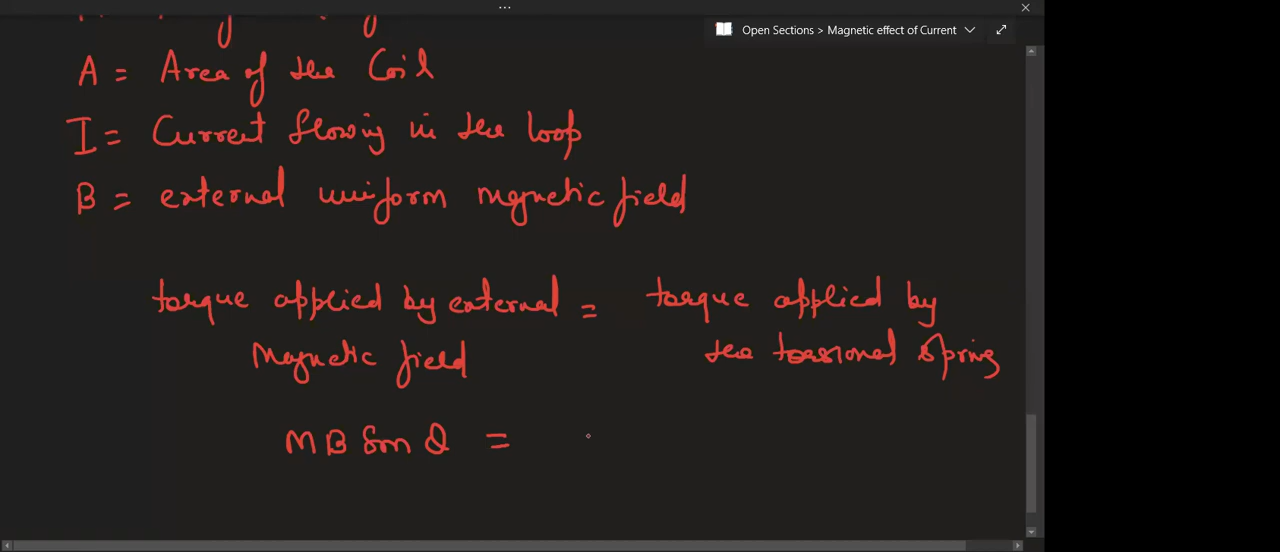 Open Sections > Magnetic effect of Current
A = Area of the Coil
I = Current flowing in the loop
B = external uniform magnetic field
torque applied by external = torque applied by
Magnetic field the torsional spring
M B Sin θ =